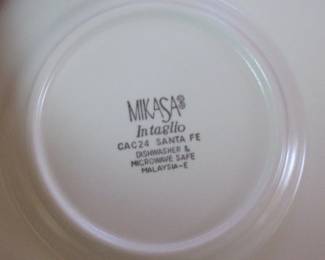 MIKASA®
Intaglio
CAC24 SANTA FE
DISHWASHER &
MICROWAVE SAFE
MALAYSIA-E